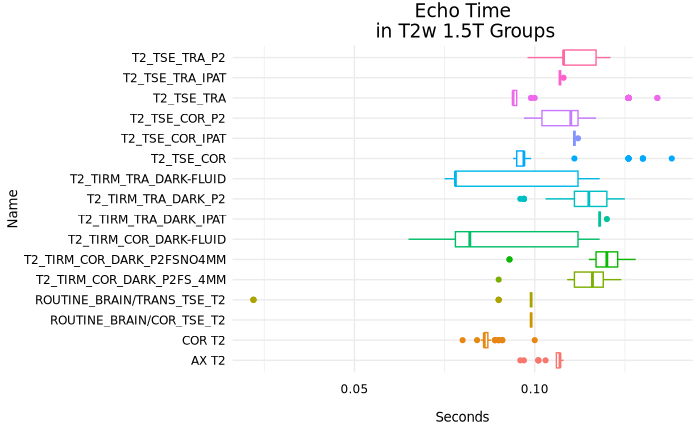 Echo Time
in T2w 1.5T Groups
T2_TSE_TRA_P2
T2_TSE_TRA_IPAT
T2_TSE_TRA
T2_TSE_COR_P2
T2_TSE_COR_IPAT
T2_TSE_COR
T2_TIRM_TRA_DARK-FLUID
T2_TIRM_TRA_DARK_P2
T2_TIRM_TRA_DARK_IPAT
T2_TIRM_COR_DARK-FLUID
T2_TIRM_COR_DARK_P2FSNO4MM
T2_TIRM_COR_DARK_P2FS_4MM
ROUTINE_BRAIN/TRANS_TSE_T2
ROUTINE_BRAIN/COR_TSE_T2
COR T2
AX T2
Name
0.05 0.10
Seconds